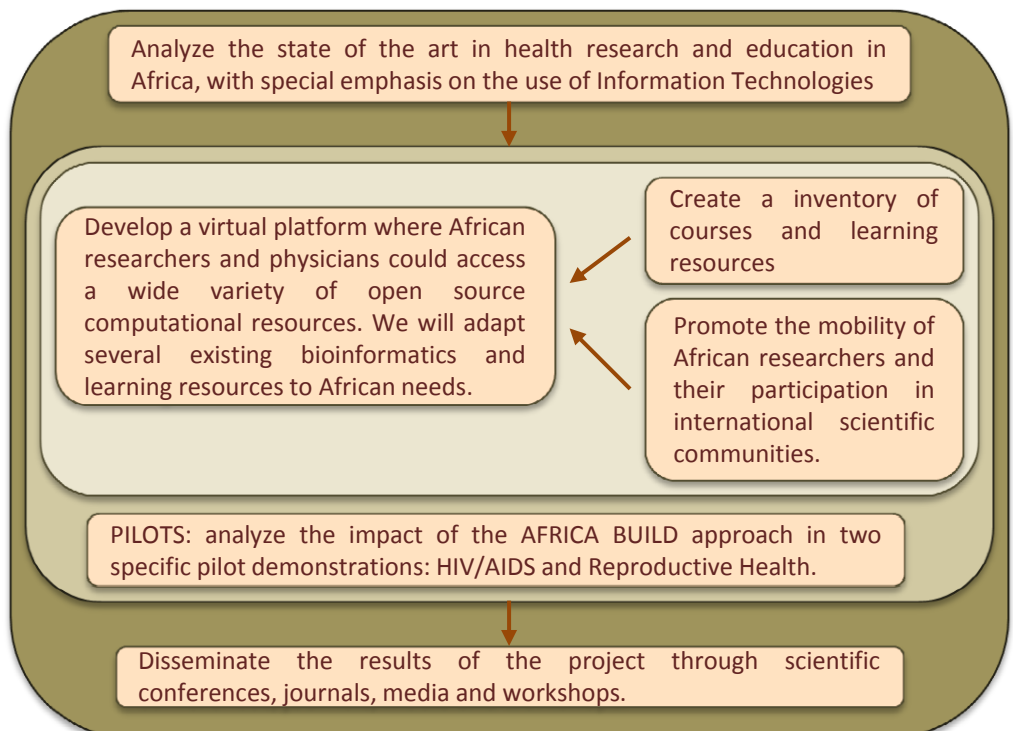 Analyze the state of the art in health research and education in
Africa, with special emphasis on the use of Information Technologies
Develop a virtual platform where African
researchers and physicians could access
a wide variety of open source
computational resources. We will adapt
several existing bioinformatics and
learning resources to African needs.
Create a inventory of
courses and learning
resources
Promote the mobility of
African researchers and
their participation in
international scientific
communities.
PILOTS: analyze the impact of the AFRICA BUILD approach in two
specific pilot demonstrations: HIV/AIDS and Reproductive Health.
Disseminate the results of the project through scientific
conferences, journals, media and workshops.